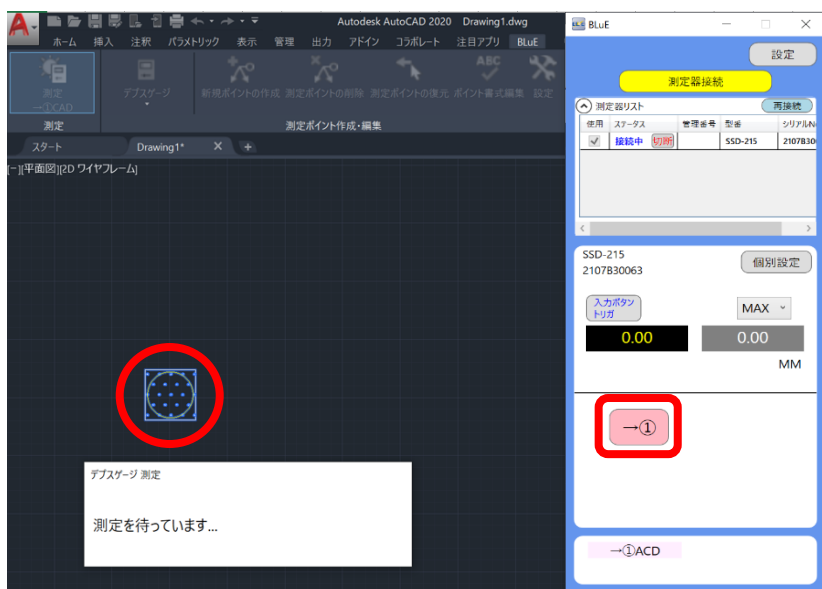 A
Autodesk AutoCAD 2020 Drawing1.dwg
ホーム 挿入 注釈 パラメトリック 表示 管理 出力 アドイン コラボレート 注目アプリ BLuE
測定
→①CAD
デプスゲージ
新規ポイントの作成 測定ポイントの削除 測定ポイントの復元 ポイント書式編集 設定
ABC
測定
測定ポイント作成・編集
スタート Drawing1* X +
[−][平面図][2D ワイヤフレーム]
デプスゲージ 測定
測定を待っています...
BLuE
設定
測定器接続
測定器リスト 再接続
使用 ステータス 管理番号 型番 シリアルNo
接続中 切断 SSD-215 2107B30
SSD-215
2107B30063
個別設定
入力ボタン
トリガ
MAX
0.00 0.00
MM
→①
→①ACD